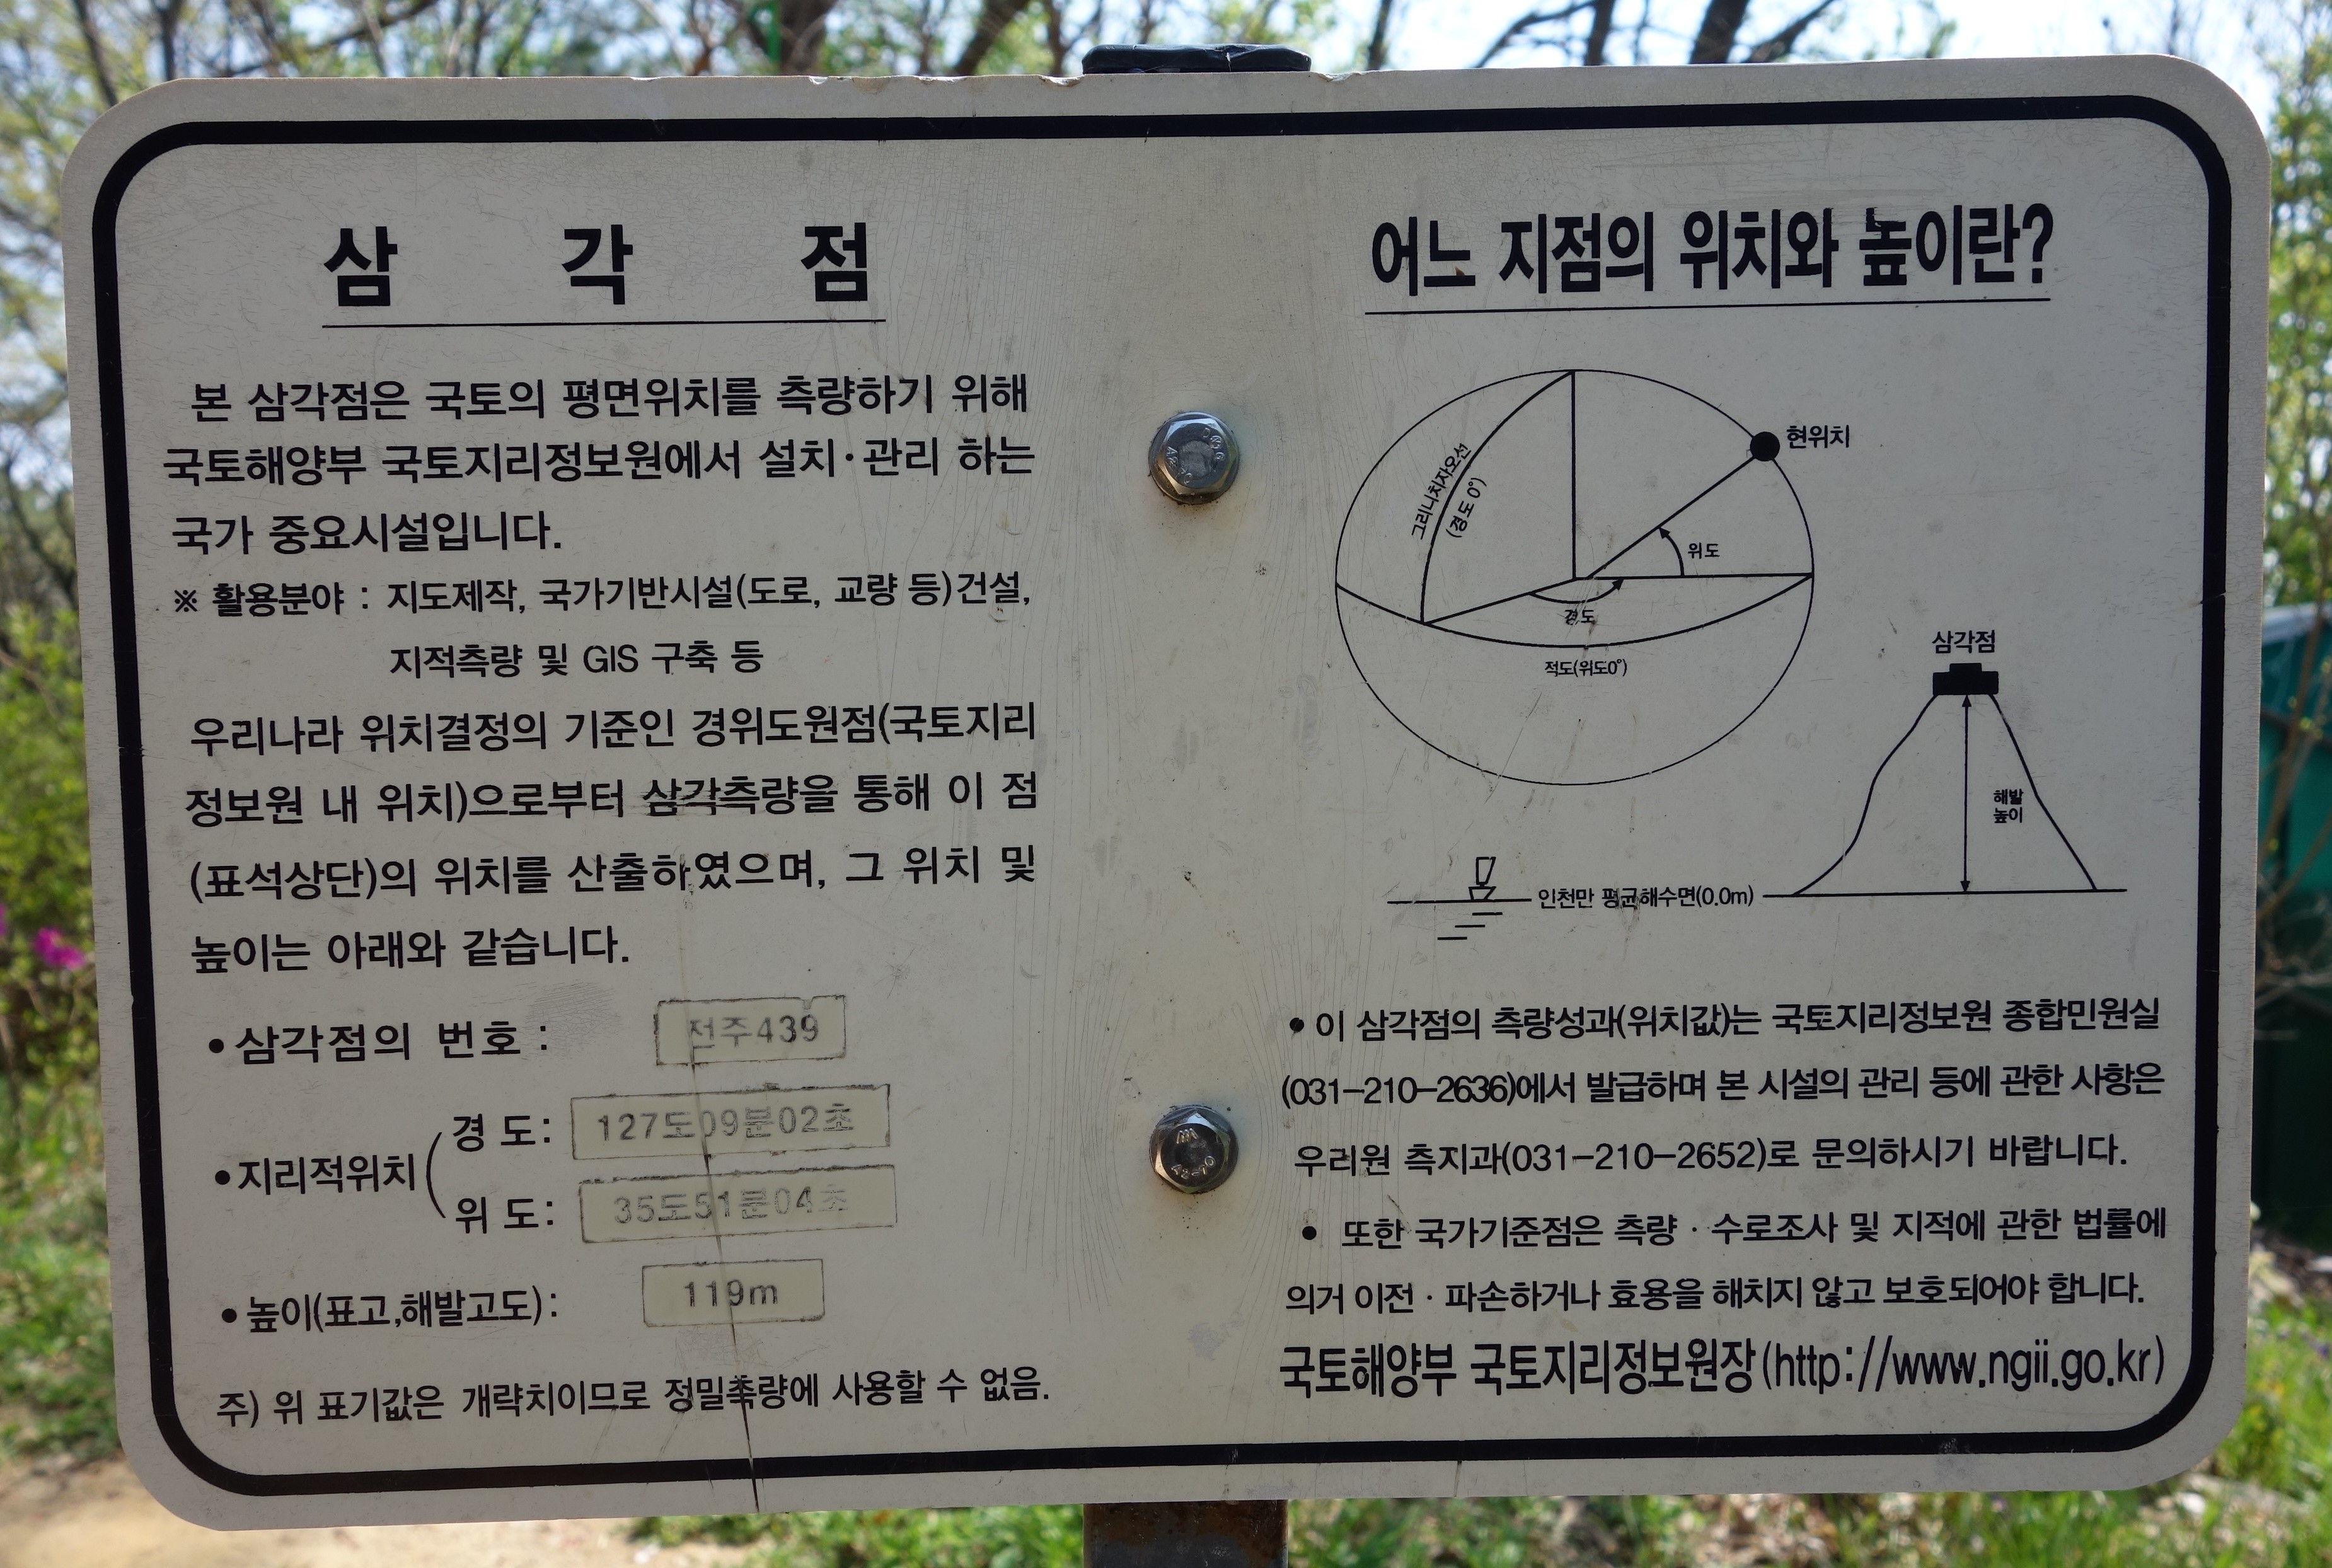 삼 각 점
본 삼각점은 국토의 평면위치를 측량하기 위해
국토해양부 국토지리정보원에서 설치·관리 하는
국가 중요시설입니다.
※ 활용분야 : 지도제작, 국가기반시설(도로, 교량 등)건설,
지적측량 및 GIS 구축 등
우리나라 위치결정의 기준인 경위도원점(국토지리
정보원 내 위치)으로부터 삼각측량을 통해 이 점
(표석상단)의 위치를 산출하였으며, 그 위치 및
높이는 아래와 같습니다.
•삼각점의 번호 : 전주439
•지리적위치
경 도: 127도09분02초
위 도: 35도51분04초
•높이(표고,해발고도): 119m
주) 위 표기값은 개략치이므로 정밀측량에 사용할 수 없음.
어느 지점의 위치와 높이란?
현위치
그리니치자오선
(경도 0°)
위도
경도
적도(위도0°)
삼각점
해발
높이
인천만 평균해수면(0.0m)
• 이 삼각점의 측량성과(위치값)는 국토지리정보원 종합민원실
(031-210-2636)에서 발급하며 본 시설의 관리 등에 관한 사항은
우리원 측지과(031-210-2652)로 문의하시기 바랍니다.
• 또한 국가기준점은 측량 · 수로조사 및 지적에 관한 법률에
의거 이전 · 파손하거나 효용을 해치지 않고 보호되어야 합니다.
국토해양부 국토지리정보원장(http://www.ngii.go.kr)